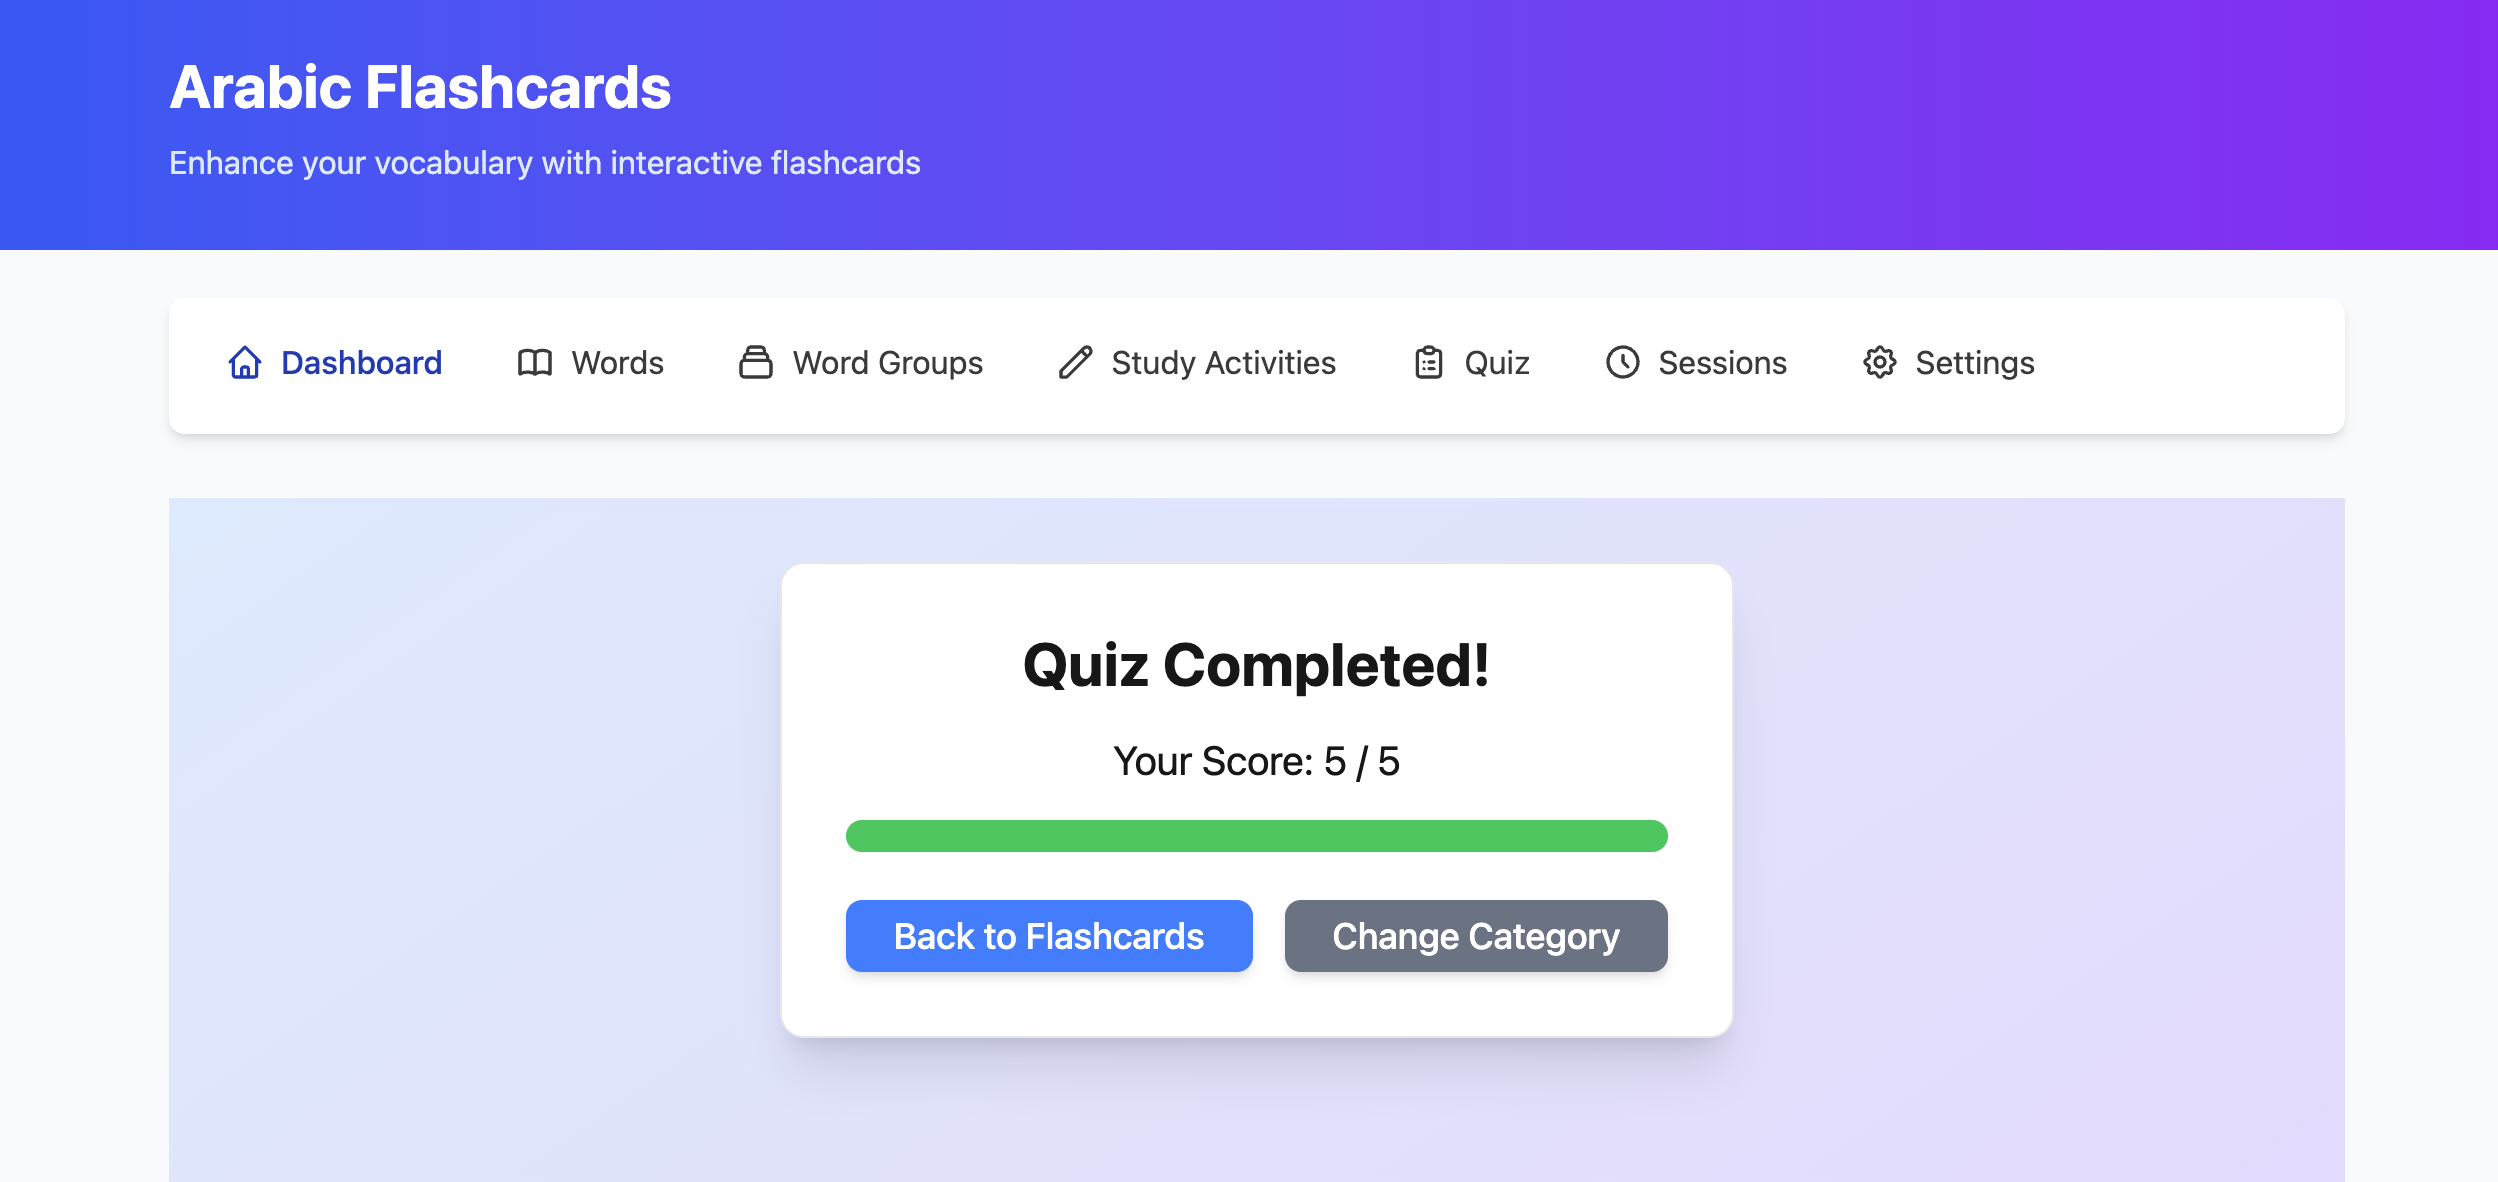 Arabic Flashcards
Enhance your vocabulary with interactive flashcards
Dashboard Words Word Groups Study Activities Quiz Sessions Settings
Quiz Completed!
Your Score: 5 / 5
Back to Flashcards Change Category